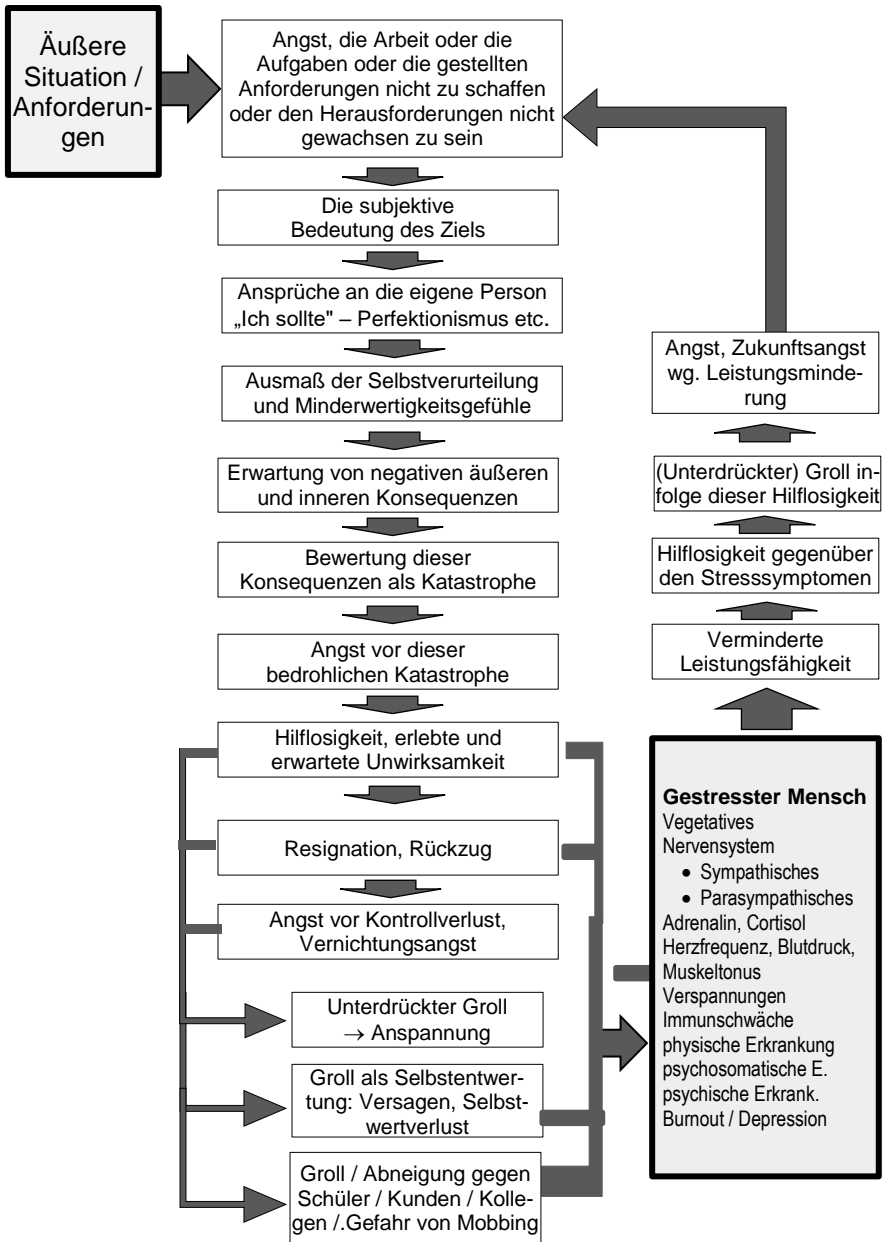 Äußere
Situation /
Anforderun-
gen
Angst, die Arbeit oder die
Aufgaben oder die gestellten
Anforderungen nicht zu schaffen
oder den Herausforderungen nicht
gewachsen zu sein
Die subjektive
Bedeutung des Ziels
Ansprüche an die eigene Person
„Ich sollte" – Perfektionismus etc.
Ausmaß der Selbstverurteilung
und Minderwertigkeitsgefühle
Erwartung von negativen äußeren
und inneren Konsequenzen
Bewertung dieser
Konsequenzen als Katastrophe
Angst vor dieser
bedrohlichen Katastrophe
Hilflosigkeit, erlebte und
erwartete Unwirksamkeit
Resignation, Rückzug
Angst vor Kontrollverlust,
Vernichtungsangst
Unterdrückter Groll
→ Anspannung
Groll als Selbstentwer-
tung: Versagen, Selbst-
wertverlust
Groll / Abneigung gegen
Schüler / Kunden / Kolle-
gen /.Gefahr von Mobbing
Gestresster Mensch
Vegetatives
Nervensystem
• Sympathisches
• Parasympathisches
Adrenalin, Cortisol
Herzfrequenz, Blutdruck,
Muskeltonus
Verspannungen
Immunschwäche
physische Erkrankung
psychosomatische E.
psychische Erkrank.
Burnout / Depression
Verminderte
Leistungsfähigkeit
Hilflosigkeit gegenüber
den Stresssymptomen
(Unterdrückter) Groll in-
folge dieser Hilflosigkeit
Angst, Zukunftsangst
wg. Leistungsminde-
rung